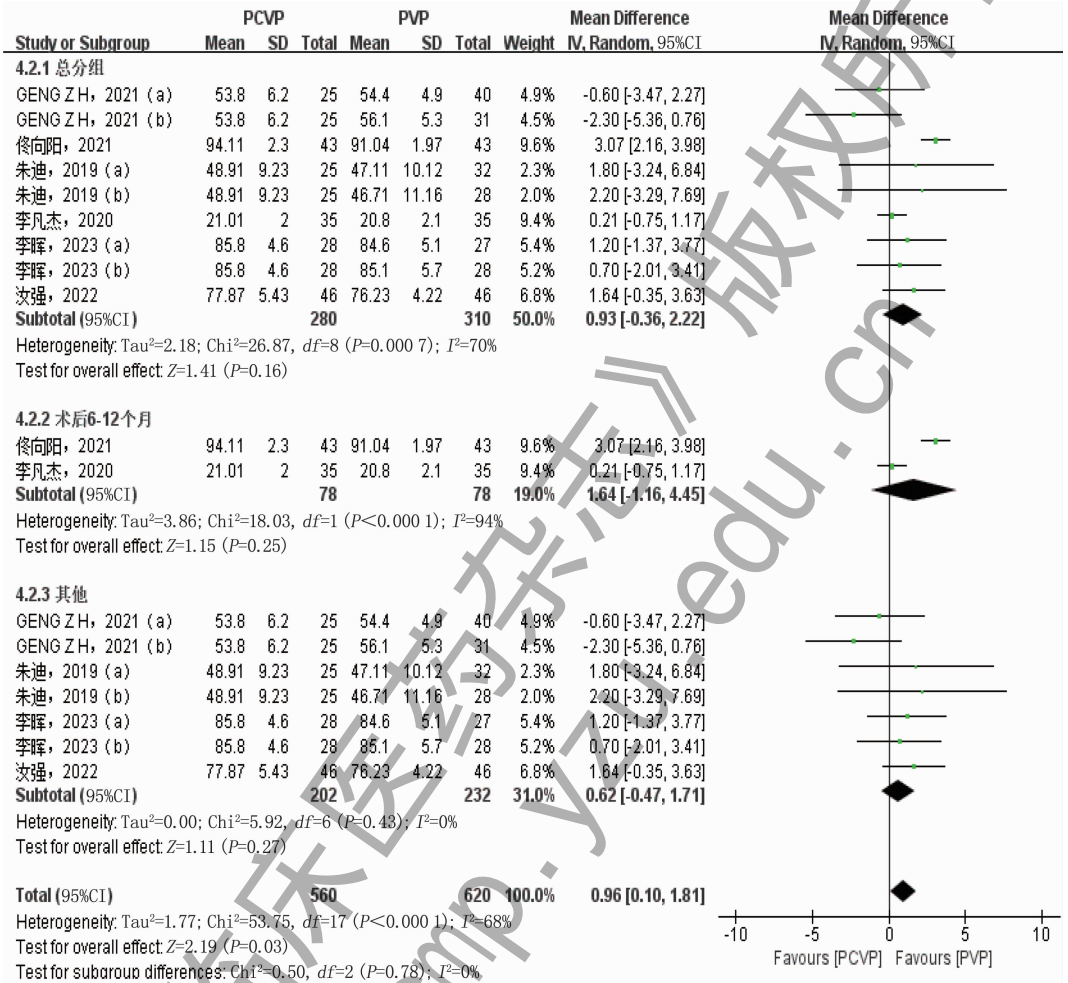 PCVP PVP Mean Difference Mean Difference
Study or Subgroup Mean SD Total Mean SD Total Weight IV, Random, 95%CI IV, Random, 95%CI
4.2.1 总分组
GENG Z H，2021（a） 53.8 6.2 25 54.4 4.9 40 4.9% -0.60 [-3.47, 2.27]
GENG Z H，2021（b） 53.8 6.2 25 56.1 5.3 31 4.5% -2.30 [-5.36, 0.76]
佟向阳，2021 94.11 2.3 43 91.04 1.97 43 9.6% 3.07 [2.16, 3.98]
朱迪，2019（a） 48.91 9.23 25 47.11 10.12 32 2.3% 1.80 [-3.24, 6.84]
朱迪，2019（b） 48.91 9.23 25 46.71 11.16 28 2.0% 2.20 [-3.29, 7.69]
李凡杰，2020 21.01 2 35 20.8 2.1 35 9.4% 0.21 [-0.75, 1.17]
李晖，2023（a） 85.8 4.6 28 84.6 5.1 27 5.4% 1.20 [-1.37, 3.77]
李晖，2023（b） 85.8 4.6 28 85.1 5.7 28 5.2% 0.70 [-2.01, 3.41]
汝强，2022 77.87 5.43 46 76.23 4.22 46 6.8% 1.64 [-0.35, 3.63]
Subtotal (95%CI) 280 310 50.0% 0.93 [-0.36, 2.22]
Heterogeneity: Tau²=2.18; Chi²=26.87, df=8 (P=0.000 7); I²=70%
Test for overall effect: Z=1.41 (P=0.16)
4.2.2 术后6-12个月
佟向阳，2021 94.11 2.3 43 91.04 1.97 43 9.6% 3.07 [2.16, 3.98]
李凡杰，2020 21.01 2 35 20.8 2.1 35 9.4% 0.21 [-0.75, 1.17]
Subtotal (95%CI) 78 78 19.0% 1.64 [-1.16, 4.45]
Heterogeneity: Tau²=3.86; Chi²=18.03, df=1 (P<0.000 1); I²=94%
Test for overall effect: Z=1.15 (P=0.25)
4.2.3 其他
GENG Z H，2021（a） 53.8 6.2 25 54.4 4.9 40 4.9% -0.60 [-3.47, 2.27]
GENG Z H，2021（b） 53.8 6.2 25 56.1 5.3 31 4.5% -2.30 [-5.36, 0.76]
朱迪，2019（a） 48.91 9.23 25 47.11 10.12 32 2.3% 1.80 [-3.24, 6.84]
朱迪，2019（b） 48.91 9.23 25 46.71 11.16 28 2.0% 2.20 [-3.29, 7.69]
李晖，2023（a） 85.8 4.6 28 84.6 5.1 27 5.4% 1.20 [-1.37, 3.77]
李晖，2023（b） 85.8 4.6 28 85.1 5.7 28 5.2% 0.70 [-2.01, 3.41]
汝强，2022 77.87 5.43 46 76.23 4.22 46 6.8% 1.64 [-0.35, 3.63]
Subtotal (95%CI) 202 232 31.0% 0.62 [-0.47, 1.71]
Heterogeneity: Tau²=0.00; Chi²=5.92, df=6 (P=0.43); I²=0%
Test for overall effect: Z=1.11 (P=0.27)
Total (95%CI) 560 620 100.0% 0.96 [0.10, 1.81]
Heterogeneity: Tau²=1.77; Chi²=53.75, df=17 (P<0.000 1); I²=68%
Test for overall effect: Z=2.19 (P=0.03)
Test for subgroup differences: Chi²=0.50, df=2 (P=0.78); I²=0%
-10 -5 0 5 10
Favours [PCVP] Favours [PVP]
床医药杂志》版权所
mp.yzu.edu.cn